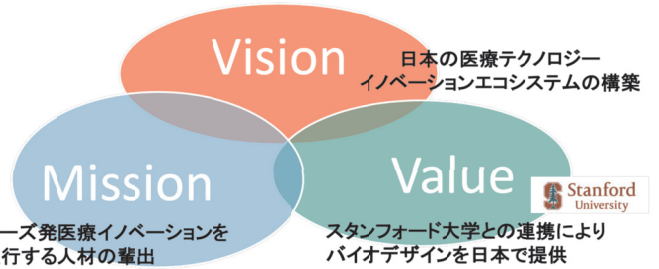 Vision
日本の医療テクノロジー
イノベーションエコシステムの構築
Mission
Value
Stanford
University
ーズ発医療イノベーションを
行する人材の輩出
スタンフォード大学との連携により
バイオデザインを日本で提供